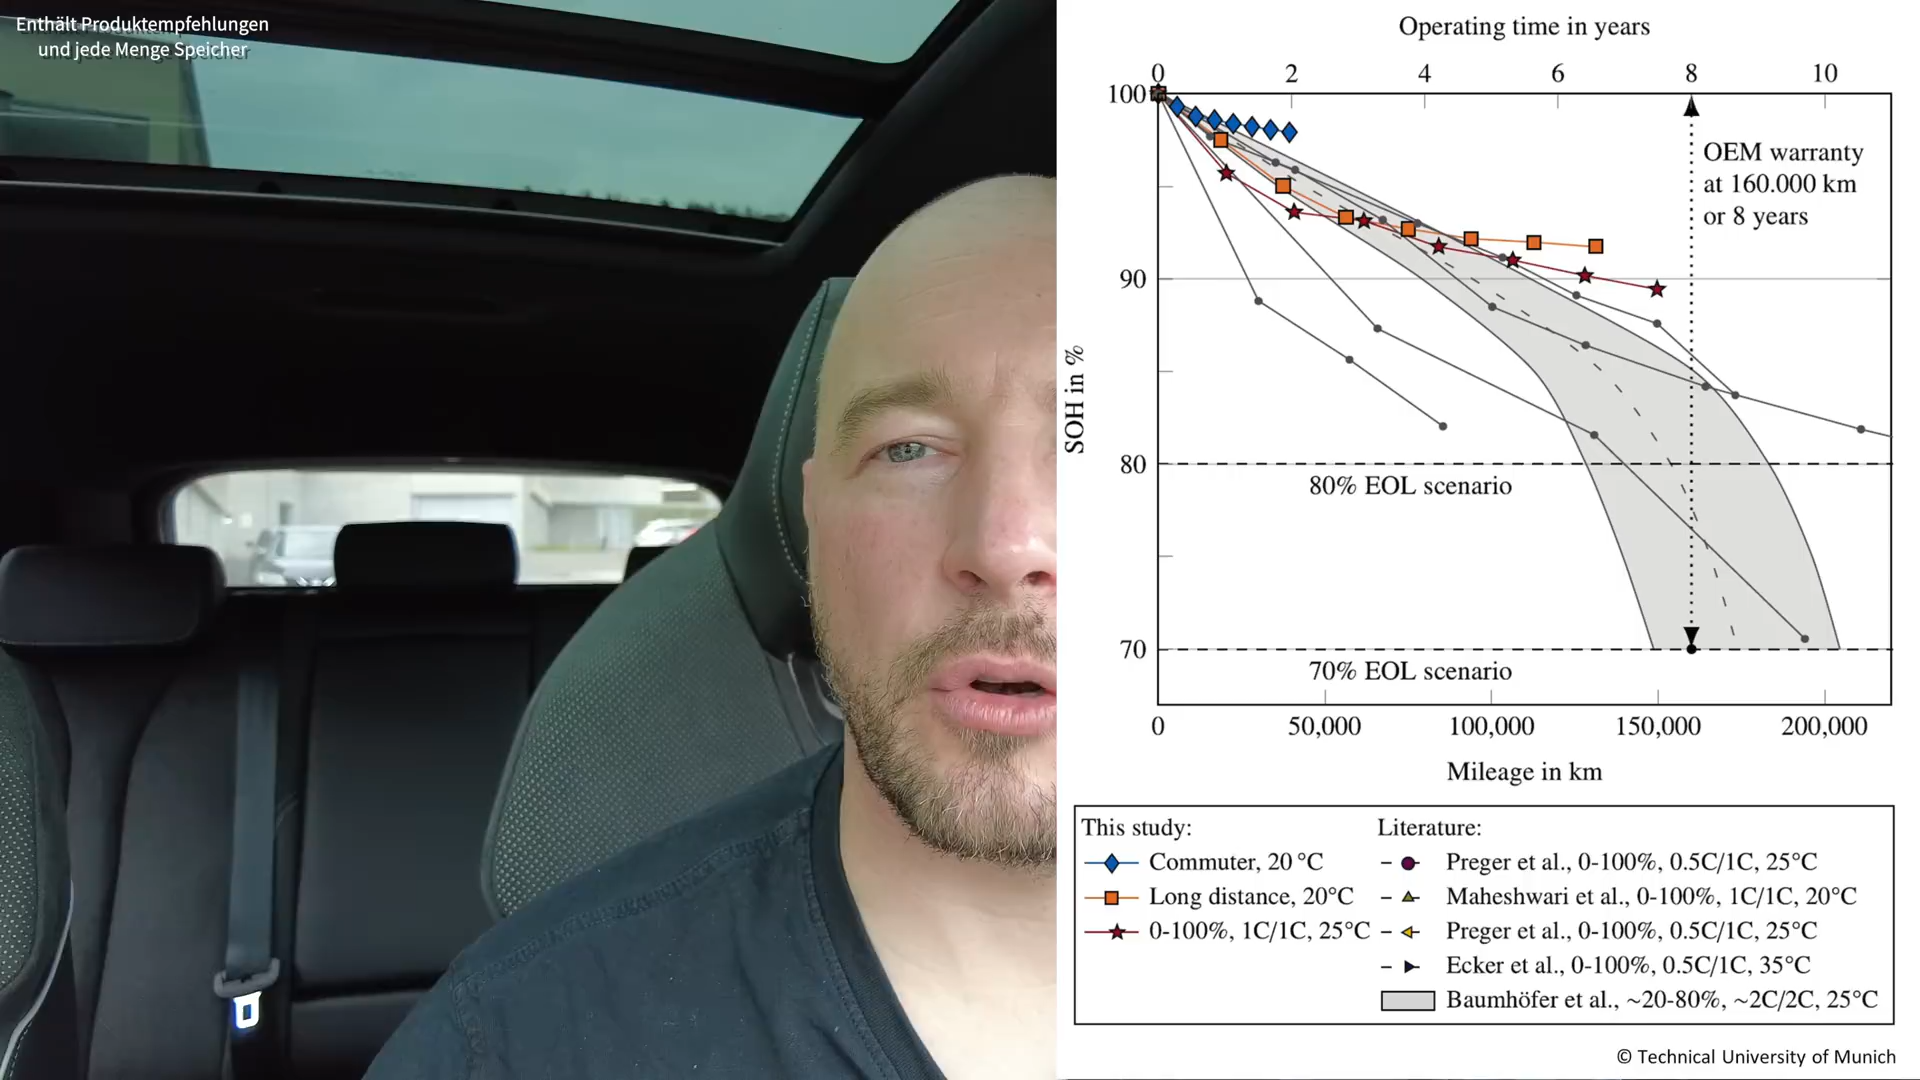 Enthält Produktempfehlungen
und jede Menge Speicher
Operating time in years
0 2 4 6 8 10
100
90
80
70
SOH in %
OEM warranty
at 160.000 km
or 8 years
80% EOL scenario
70% EOL scenario
0 50,000 100,000 150,000 200,000
Mileage in km
This study:
Commuter, 20 °C
Long distance, 20°C
0-100%, 1C/1C, 25°C
Literature:
Preger et al., 0-100%, 0.5C/1C, 25°C
Maheshwari et al., 0-100%, 1C/1C, 20°C
Preger et al., 0-100%, 0.5C/1C, 25°C
Ecker et al., 0-100%, 0.5C/1C, 35°C
Baumhöfer et al., ~20-80%, ~2C/2C, 25°C
© Technical University of Munich